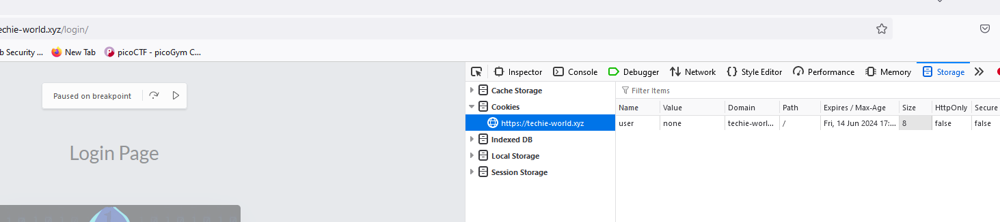 echie-world.xyz/login/
b Security ... New Tab picoCTF - picoGym C...
Inspector Console Debugger Network Style Editor Performance Memory Storage
Paused on breakpoint
Login Page
Cache Storage
Cookies
https://techie-world.xyz
Indexed DB
Local Storage
Session Storage
Filter Items
Name Value Domain Path Expires / Max-Age Size HttpOnly Secure
user none techie-worl... / Fri, 14 Jun 2024 17:... 8 false false